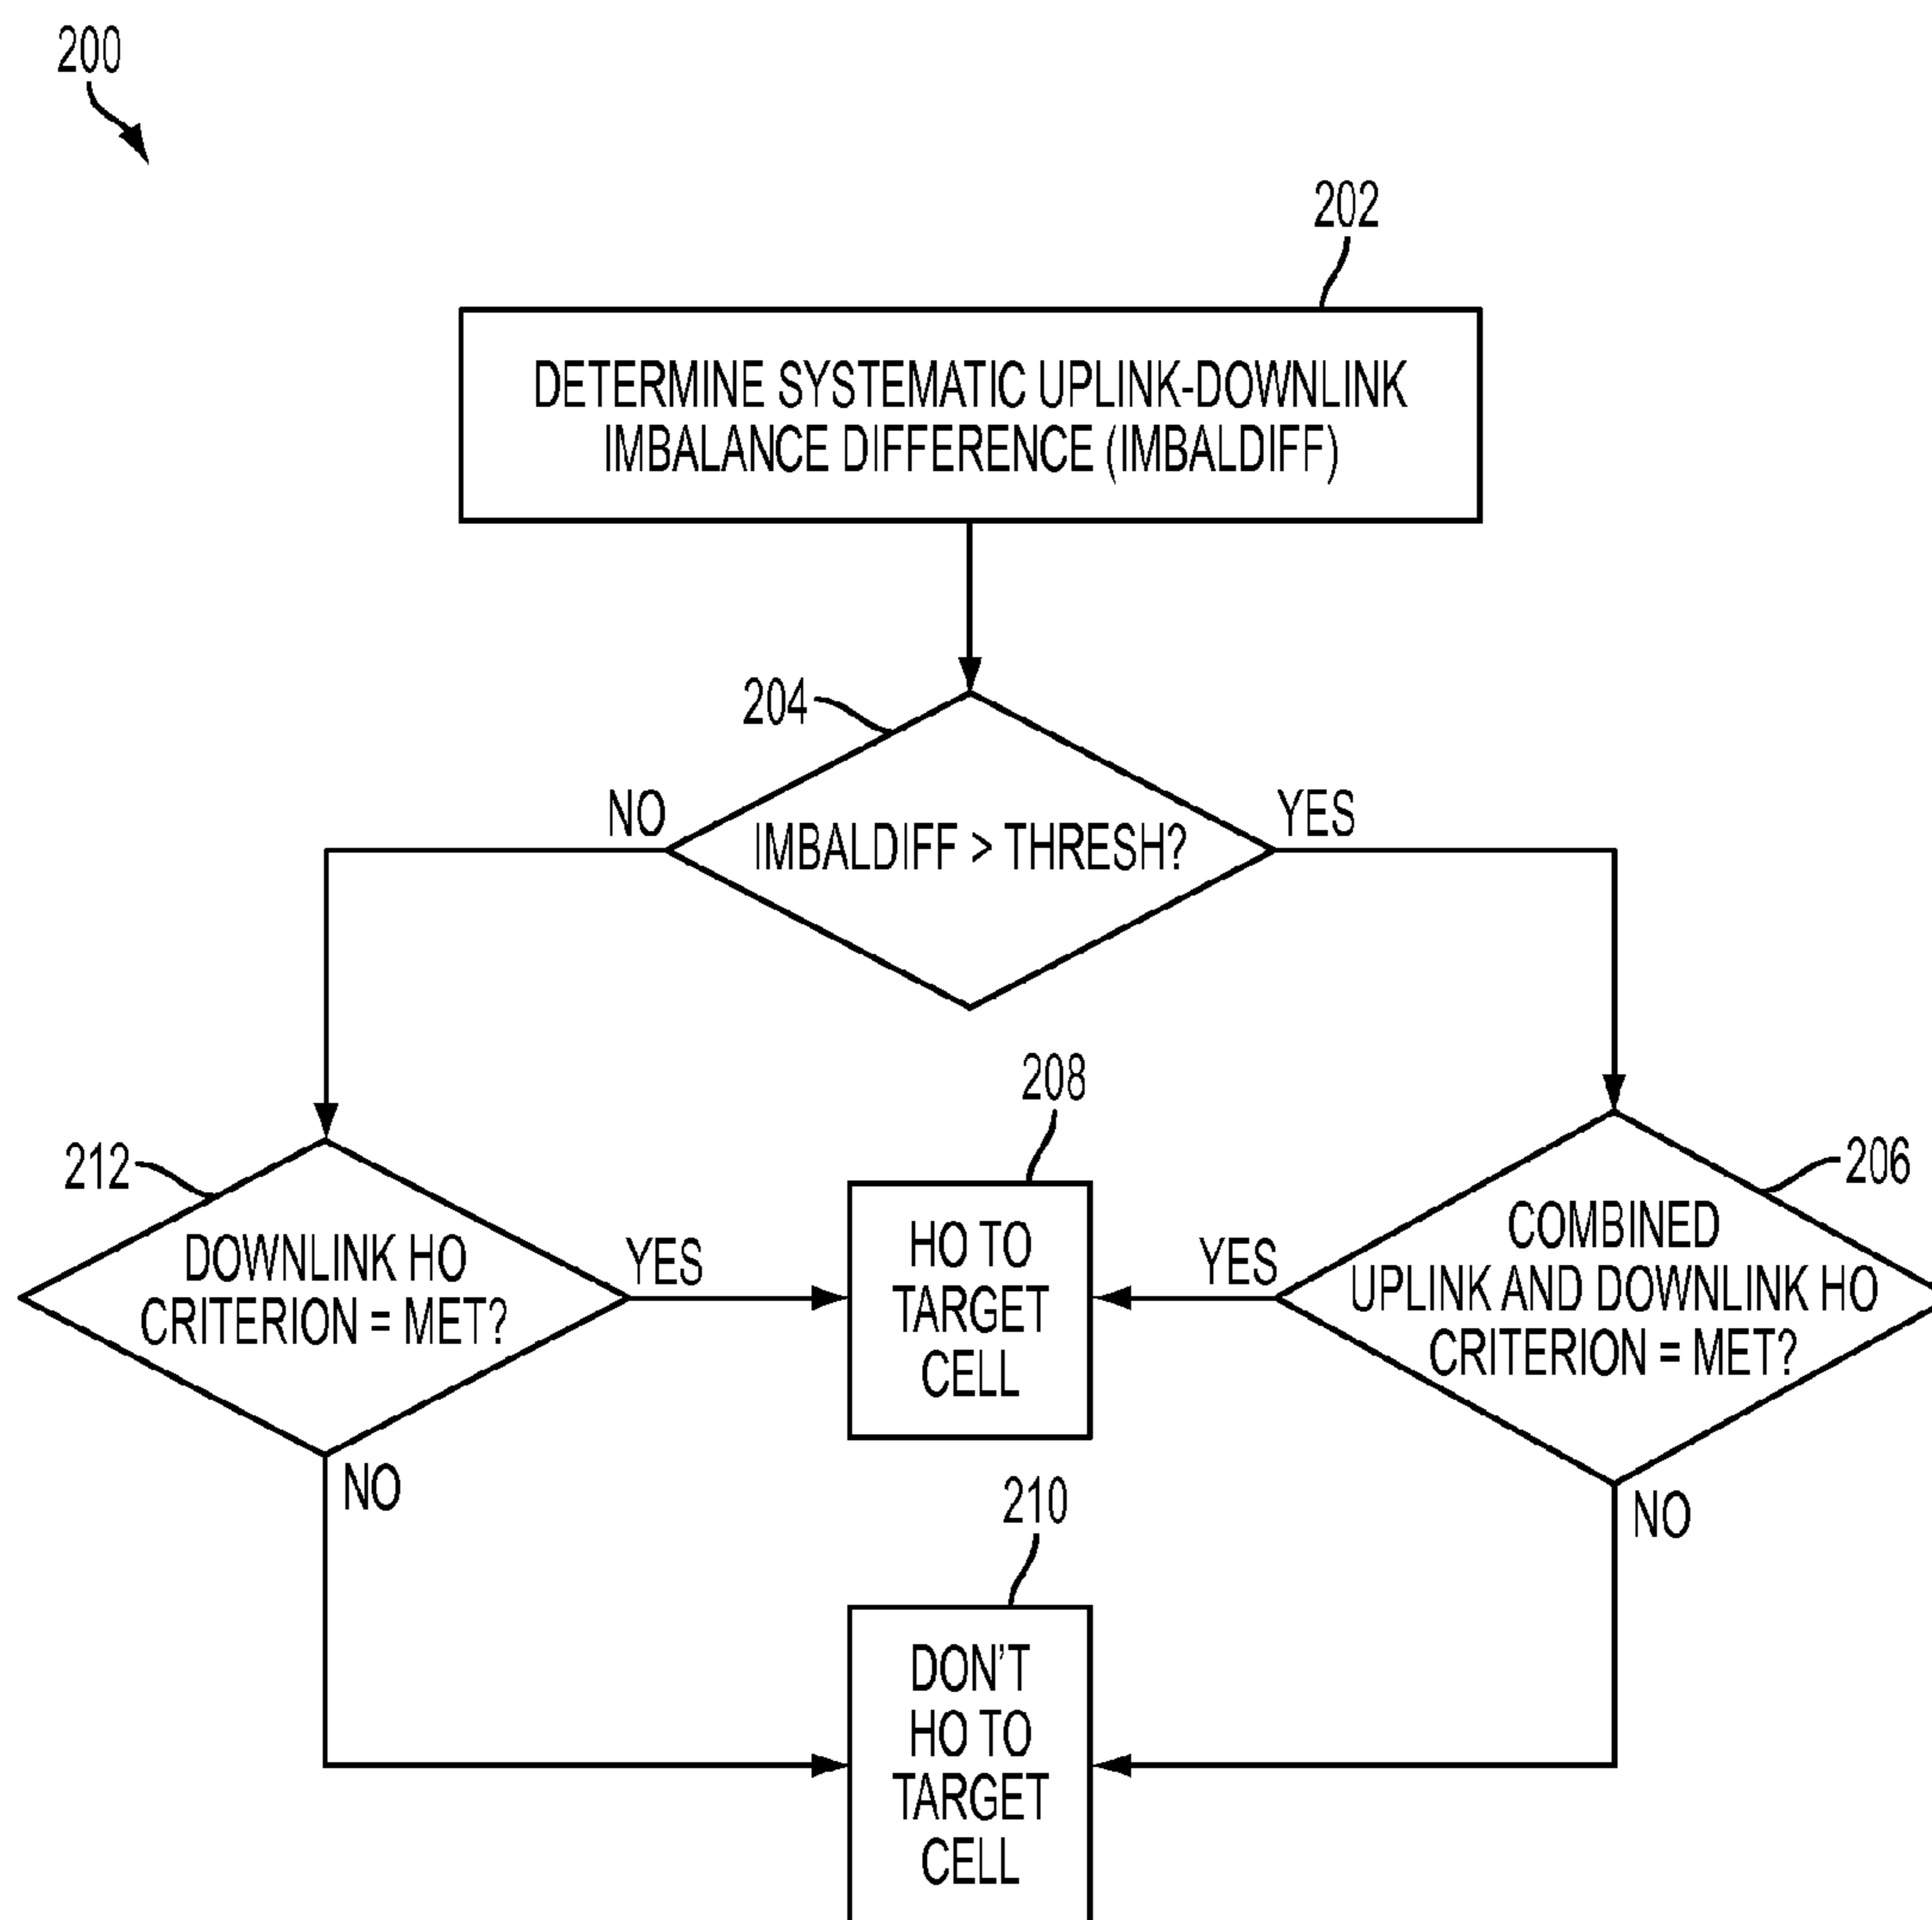 200
202
DETERMINE SYSTEMATIC UPLINK-DOWNLINK
IMBALANCE DIFFERENCE (IMBALDIFF)
204
NO
IMBALDIFF > THRESH?
YES
208
212
206
DOWNLINK HO
CRITERION = MET?
YES
HO TO
TARGET
CELL
YES
COMBINED
UPLINK AND DOWNLINK HO
CRITERION = MET?
NO
210
NO
DON'T
HO TO
TARGET
CELL